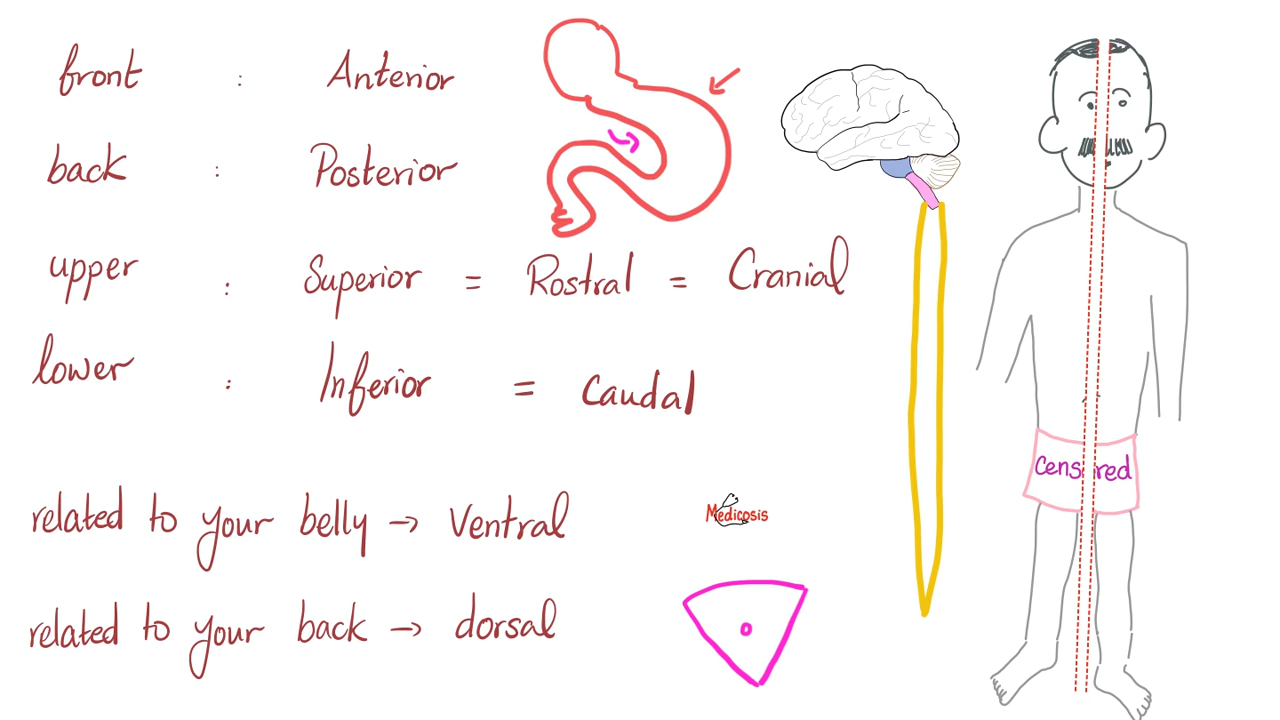 front : Anterior
back : Posterior
upper : Superior = Rostral = Cranial
lower : Inferior = Caudal
Censored
related to your belly → Ventral
Medicosis
related to your back → dorsal